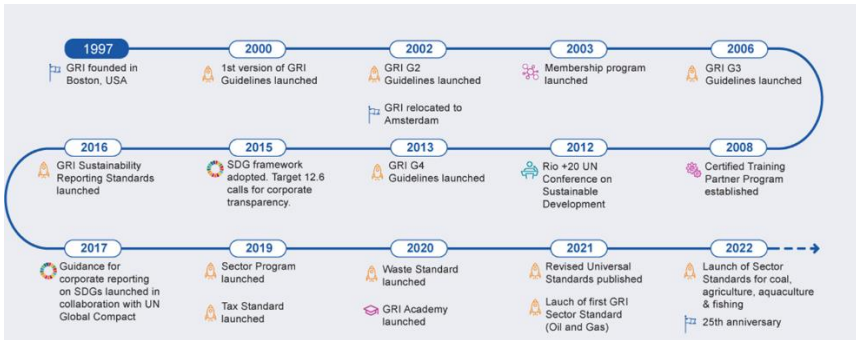 1997
GRI founded in
Boston, USA
2000
1st version of GRI
Guidelines launched
2002
GRI G2
Guidelines launched
GRI relocated to
Amsterdam
2003
Membership program
launched
2006
GRI G3
Guidelines launched
2016
GRI Sustainability
Reporting Standards
launched
2015
SDG framework
adopted. Target 12.6
calls for corporate
transparency.
2013
GRI G4
Guidelines launched
2012
Rio +20 UN
Conference on
Sustainable
Development
2008
Certified Training
Partner Program
established
2017
Guidance for
corporate reporting
on SDGs launched in
collaboration with UN
Global Compact
2019
Sector Program
launched
Tax Standard
launched
2020
Waste Standard
launched
GRI Academy
launched
2021
Revised Universal
Standards published
Lauch of first GRI
Sector Standard
(Oil and Gas)
2022
Launch of Sector
Standards for coal,
agriculture, aquaculture
& fishing
25th anniversary